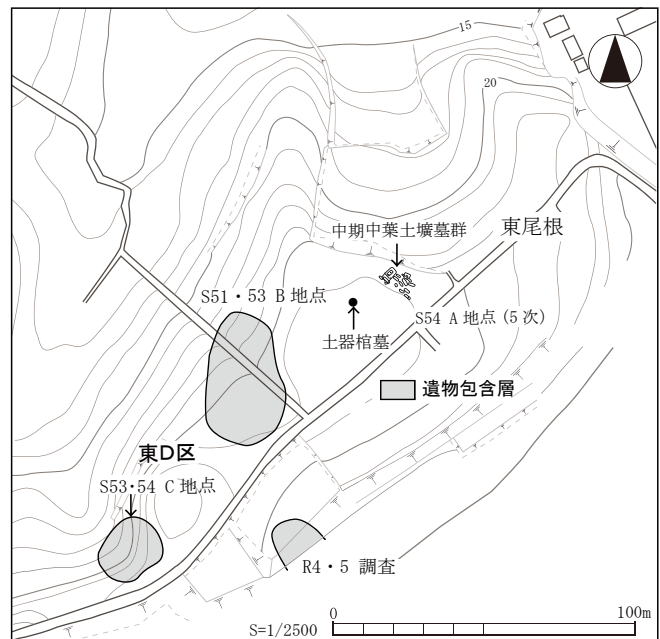 15
20
中期中葉土壙墓群
東尾根
S51・53 B 地点
土器棺墓
S54 A 地点 (5 次)
遺物包含層
東D区
S53・54 C 地点
R4・5 調査
S=1/2500
0
100m